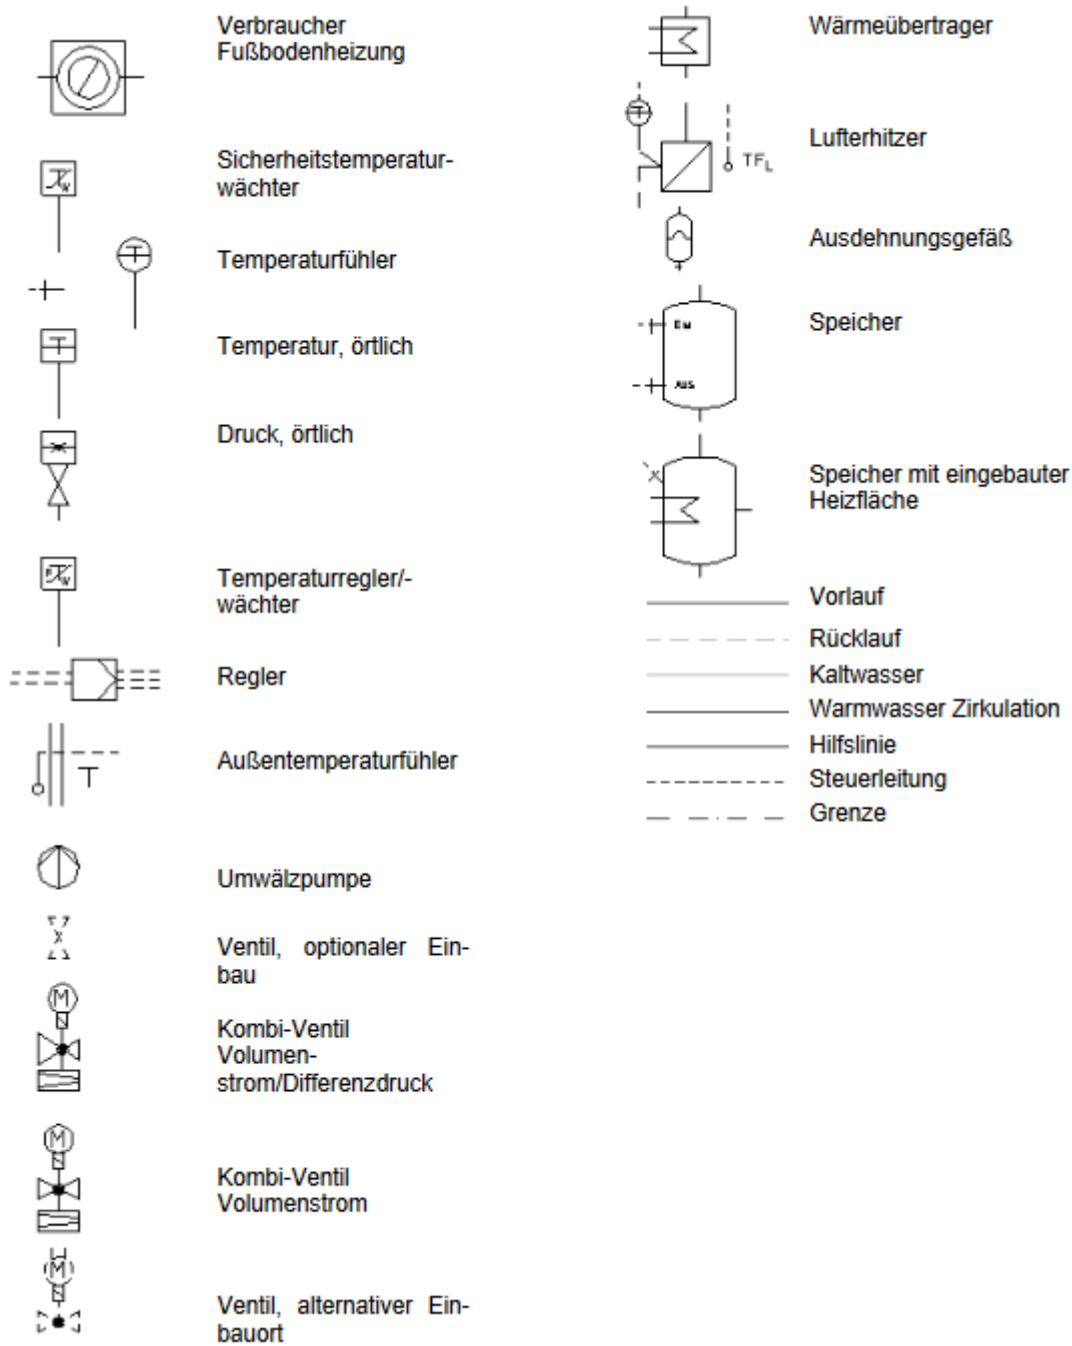 Verbraucher
Fußbodenheizung
Sicherheitstemperatur-
wächter
T
Temperaturfühler
T
Temperatur, örtlich
Druck, örtlich
Temperaturregler/-
wächter
Regler
T
Außentemperaturfühler
Umwälzpumpe
Ventil, optionaler Ein-
bau
M
Kombi-Ventil
Volumen-
strom/Differenzdruck
M
Kombi-Ventil
Volumenstrom
M
Ventil, alternativer Ein-
bauort
Wärmeübertrager
T
TFL
Lufterhitzer
Ausdehnungsgefäß
EIN
AUS
Speicher
Speicher mit eingebauter
Heizfläche
Vorlauf
Rücklauf
Kaltwasser
Warmwasser Zirkulation
Hilfslinie
Steuerleitung
Grenze